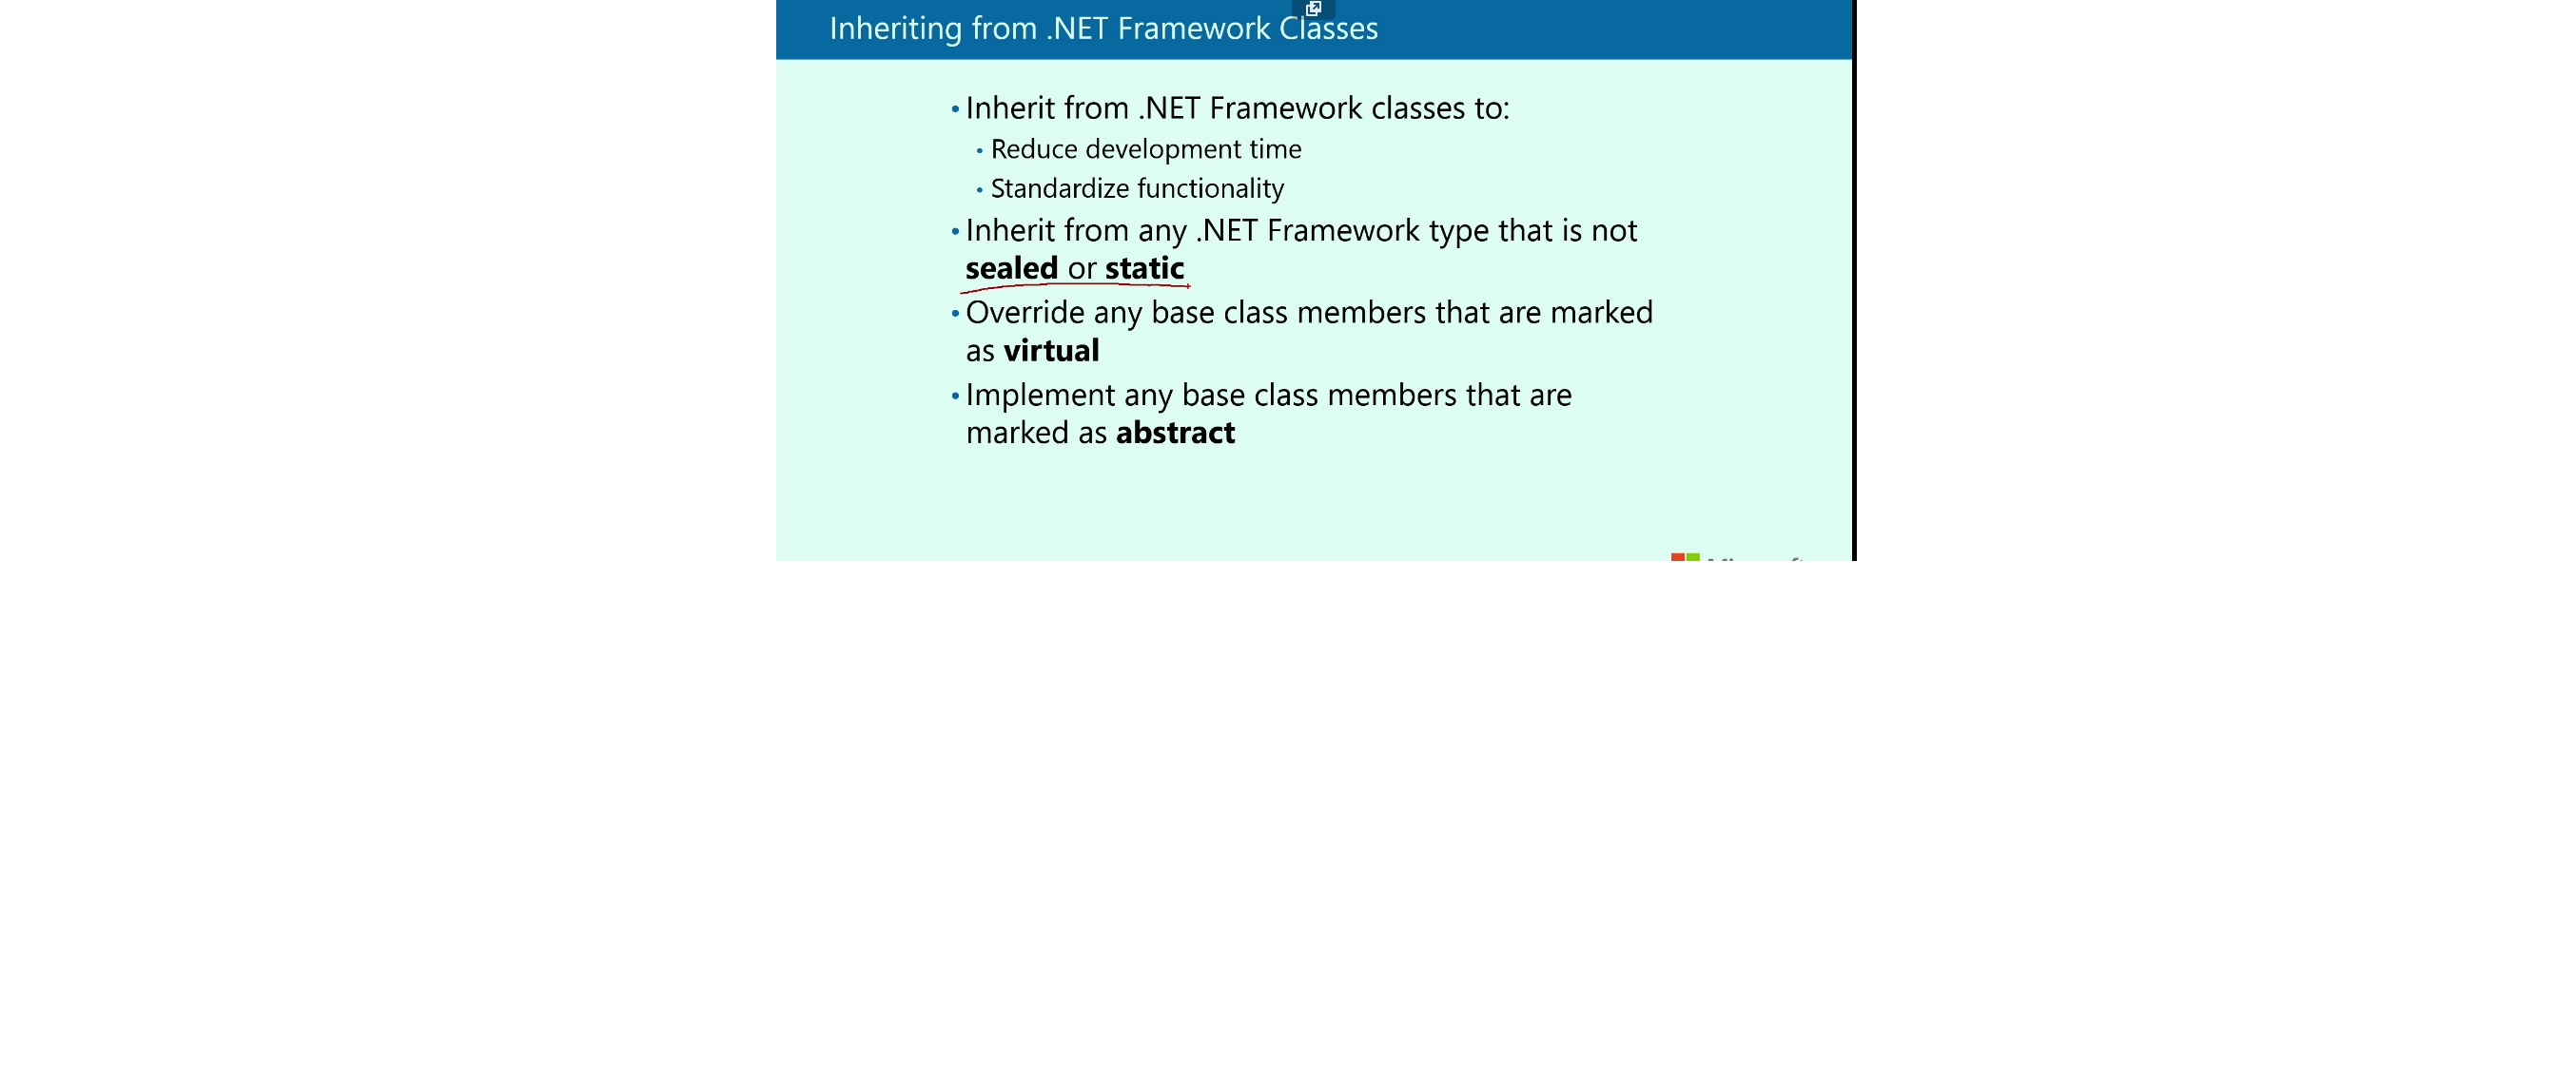 Inheriting from .NET Framework Classes
• Inherit from .NET Framework classes to:
• Reduce development time
• Standardize functionality
• Inherit from any .NET Framework type that is not
sealed or static
• Override any base class members that are marked
as virtual
• Implement any base class members that are
marked as abstract